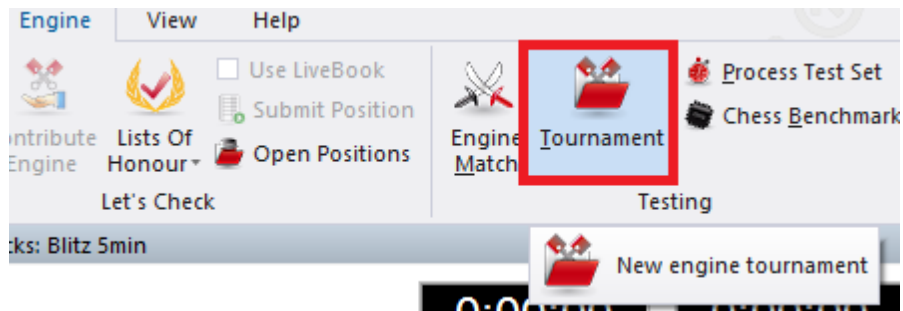 Engine View Help
Use LiveBook
Submit Position
Open Positions
Lists Of
Honour
Engine
Let's Check
Engine
Match
Tournament
Process Test Set
Chess Benchmark
Testing
Blitz 5min
New engine tournament